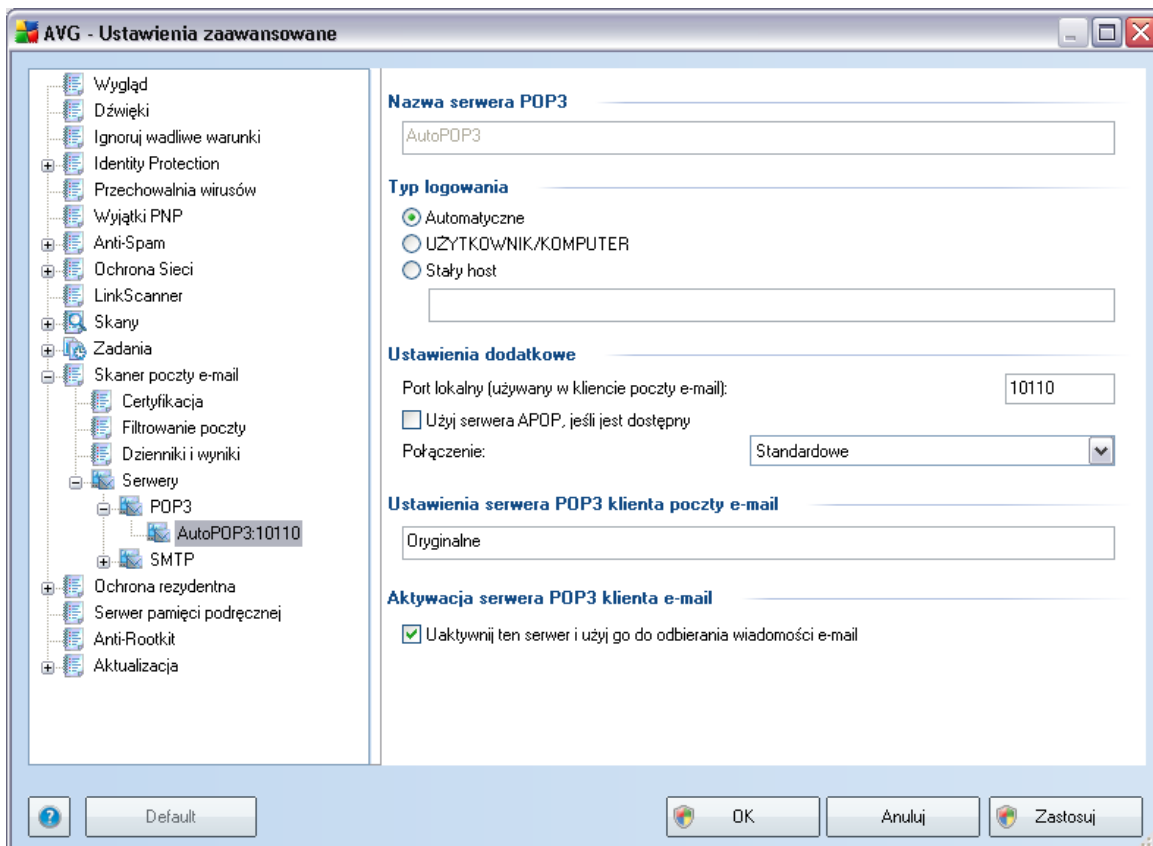 AVG - Ustawienia zaawansowane
Wygląd
Dźwięki
Ignoruj wadliwe warunki
Identity Protection
Przechowalnia wirusów
Wyjątki PNP
Anti-Spam
Ochrona Sieci
LinkScanner
Skany
Zadania
Skaner poczty e-mail
Certyfikacja
Filtrowanie poczty
Dzienniki i wyniki
Serwery
POP3
AutoPOP3:10110
SMTP
Ochrona rezydentna
Serwer pamięci podręcznej
Anti-Rootkit
Aktualizacja
Nazwa serwera POP3
AutoPOP3
Typ logowania
Automatyczne
UŻYTKOWNIK/KOMPUTER
Stały host
Ustawienia dodatkowe
Port lokalny (używany w kliencie poczty e-mail): 10110
Użyj serwera APOP, jeśli jest dostępny
Połączenie: Standardowe
Ustawienia serwera POP3 klienta poczty e-mail
Oryginalne
Aktywacja serwera POP3 klienta e-mail
Uaktywnij ten serwer i użyj go do odbierania wiadomości e-mail
? Default OK Anuluj Zastosuj